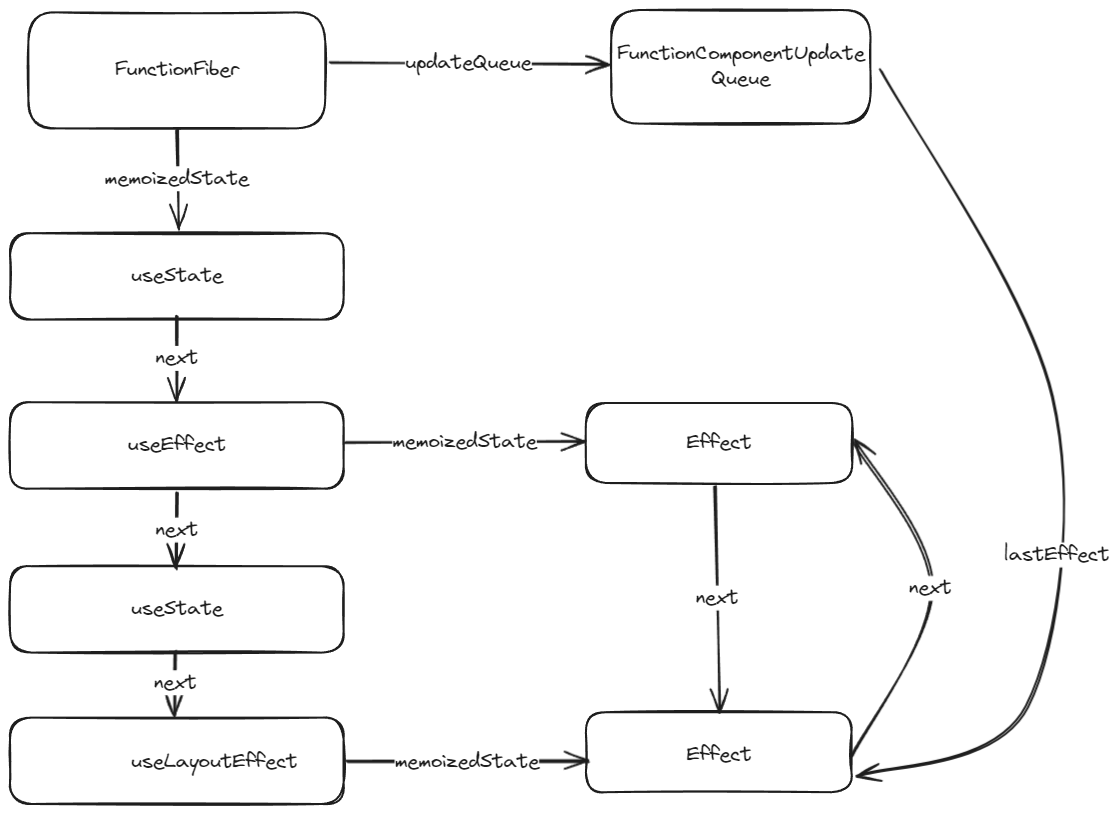 FunctionFiber
updateQueue
FunctionComponentUpdate
Queue
memoizedState
useState
next
useEffect
memoizedState
Effect
next
lastEffect
next
next
useState
next
useLayoutEffect
memoizedState
Effect